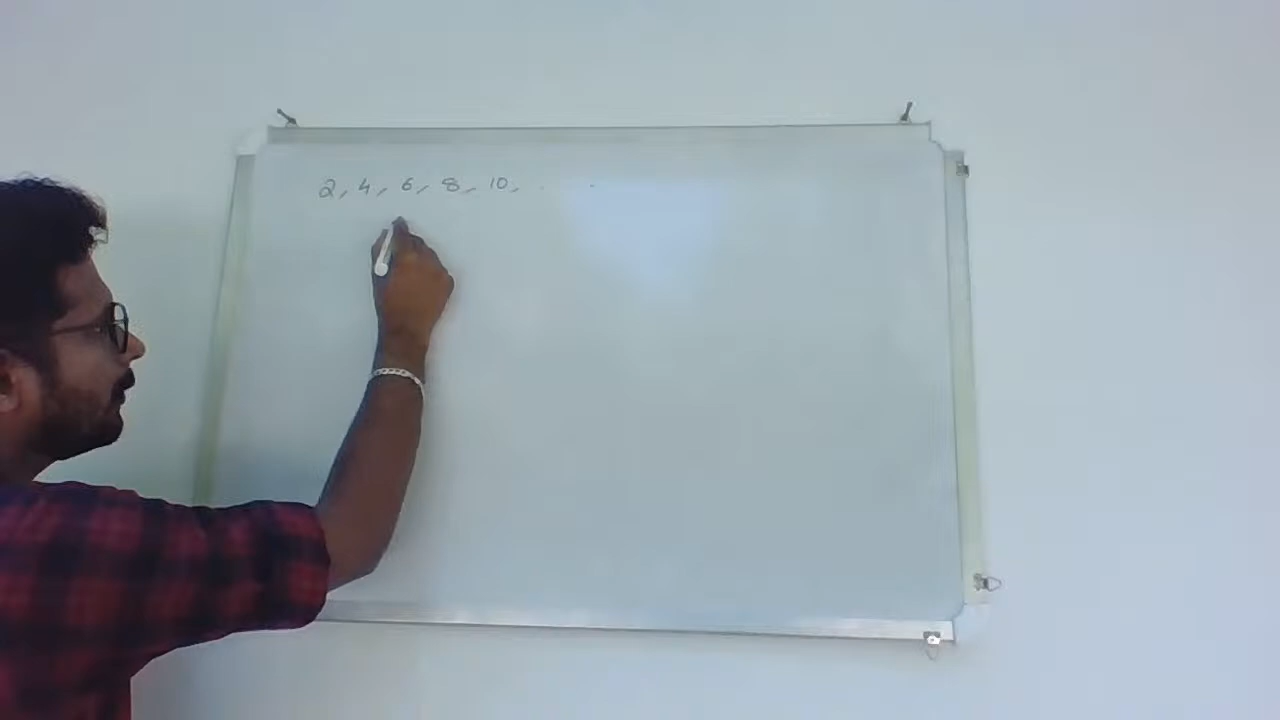 2, 4, 6, 8, 10, . .